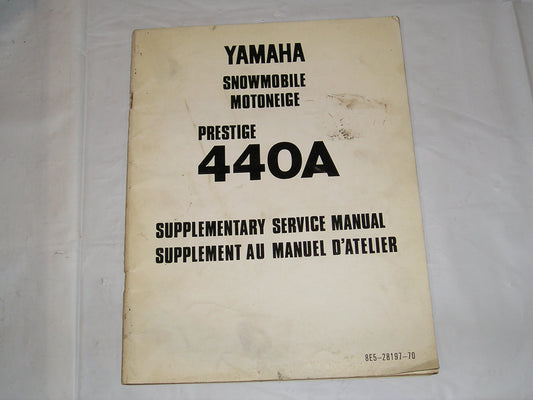 YAMAHA
SNOWMOBILE
MOTONEIGE
PRESTIGE
440A
SUPPLEMENTARY SERVICE MANUAL
SUPPLEMENT AU MANUEL D'ATELIER
8E5-28197-70